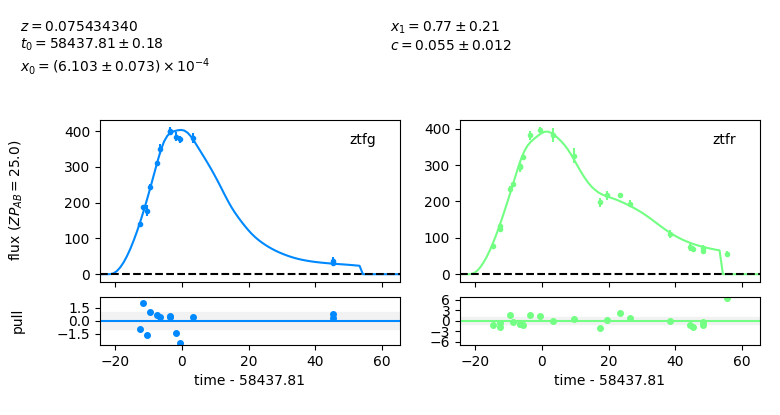 z = 0.075434340
t₀ = 58437.81 ± 0.18
x₀ = (6.103 ± 0.073) × 10⁻⁴
x₁ = 0.77 ± 0.21
c = 0.055 ± 0.012
flux (ZP_AB = 25.0)
400
300
200
100
0
ztfg
400
300
200
100
0
ztfr
pull
1.5
0.0
−1.5
6
3
0
−3
−6
−20 0 20 40 60
−20 0 20 40 60
time - 58437.81
time - 58437.81